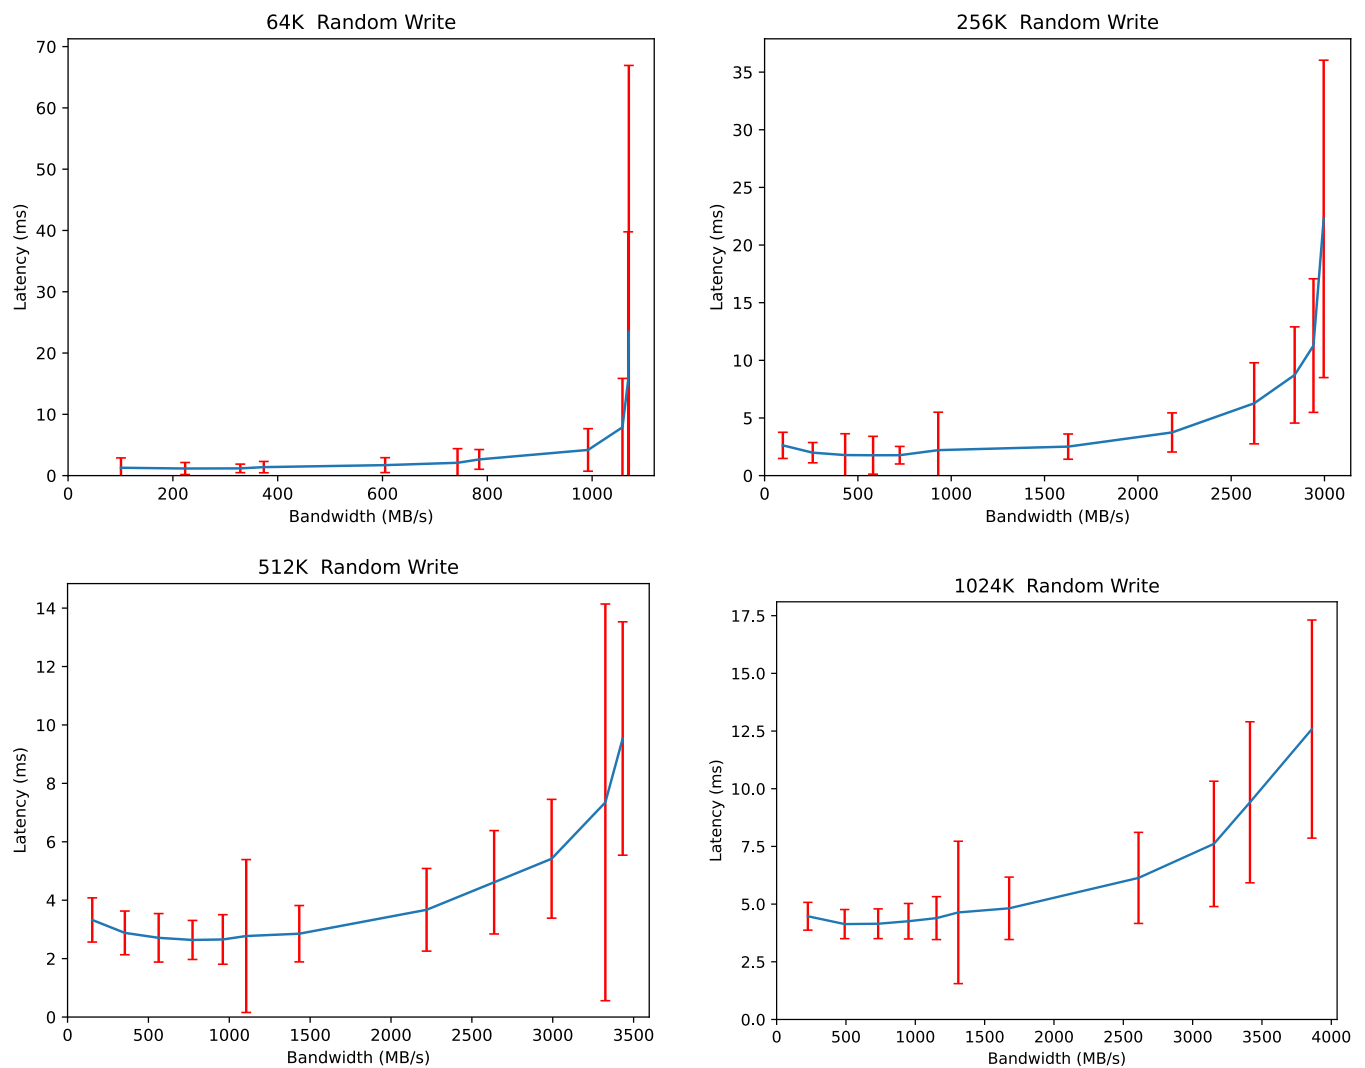 64K  Random Write
70
60
50
40
30
20
10
0
Latency (ms)
0 200 400 600 800 1000
Bandwidth (MB/s)
256K  Random Write
35
30
25
20
15
10
5
0
Latency (ms)
0 500 1000 1500 2000 2500 3000
Bandwidth (MB/s)
512K  Random Write
14
12
10
8
6
4
2
0
Latency (ms)
0 500 1000 1500 2000 2500 3000 3500
Bandwidth (MB/s)
1024K  Random Write
17.5
15.0
12.5
10.0
7.5
5.0
2.5
0.0
Latency (ms)
0 500 1000 1500 2000 2500 3000 3500 4000
Bandwidth (MB/s)